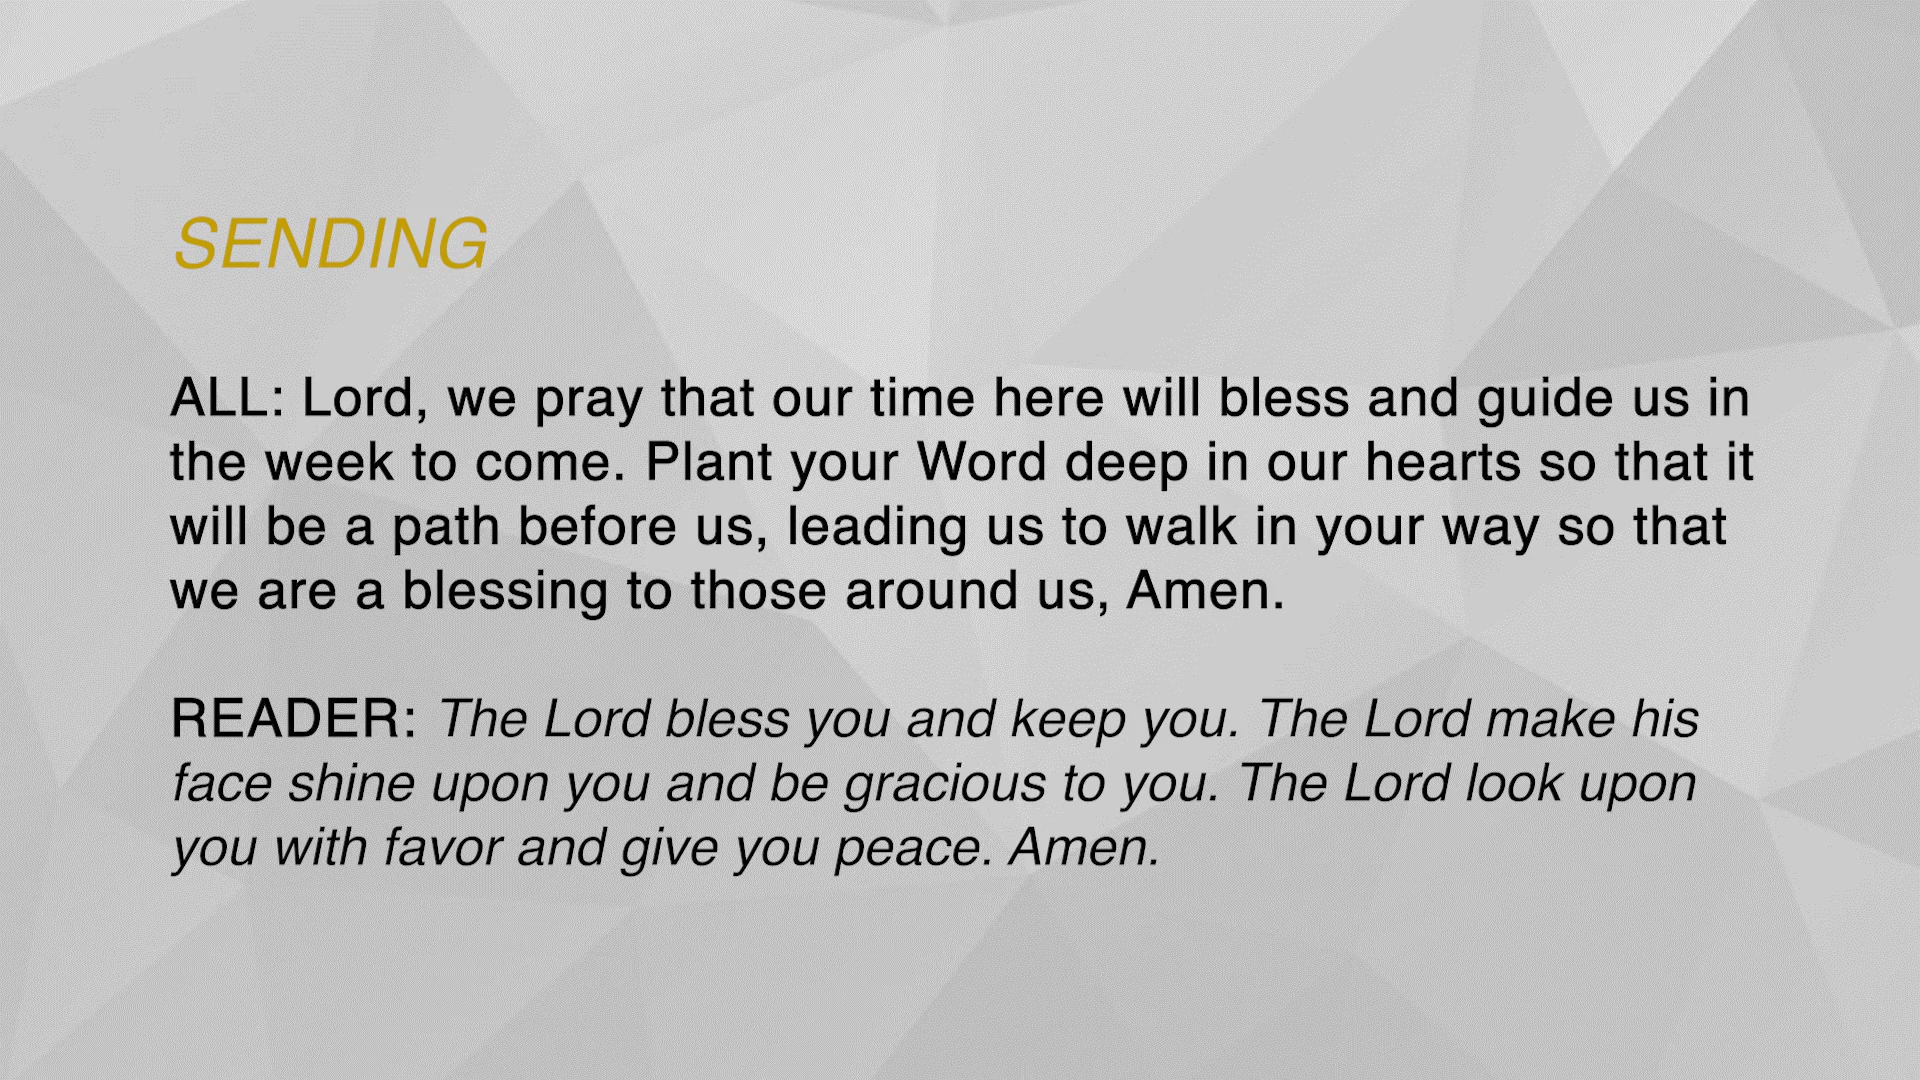 SENDING
ALL: Lord, we pray that our time here will bless and guide us in
the week to come. Plant your Word deep in our hearts so that it
will be a path before us, leading us to walk in your way so that
we are a blessing to those around us, Amen.
READER: The Lord bless you and keep you. The Lord make his
face shine upon you and be gracious to you. The Lord look upon
you with favor and give you peace. Amen.